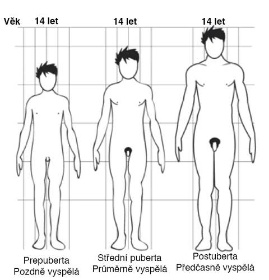 Věk 14 let 14 let 14 let
Prepuberta Střední puberta Postuberta
Pozdně vyspělá Průměrně vyspělá Předčasně vyspělá